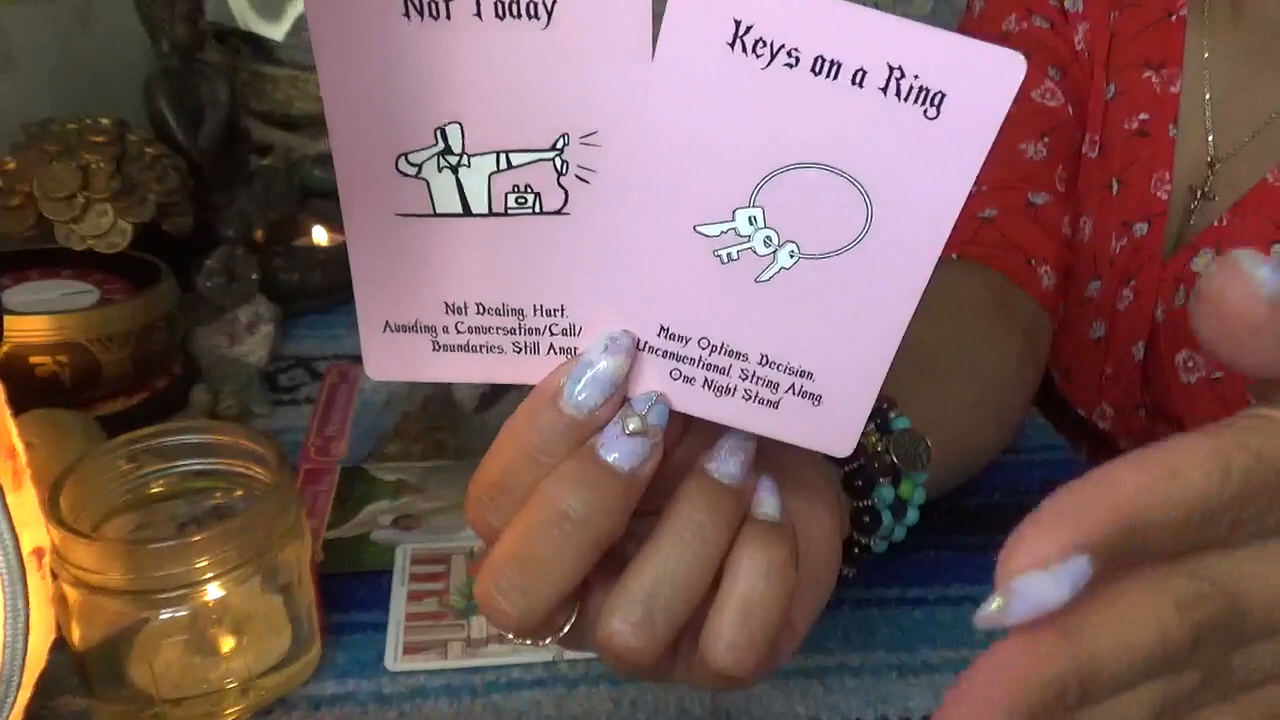 Not Today
Not Dealing, Hurt,
Avoiding a Conversation/Call/
Boundaries, Still
Keys on a Ring
Many Options, Decision,
Unconventional, String Along,
One Night Stand